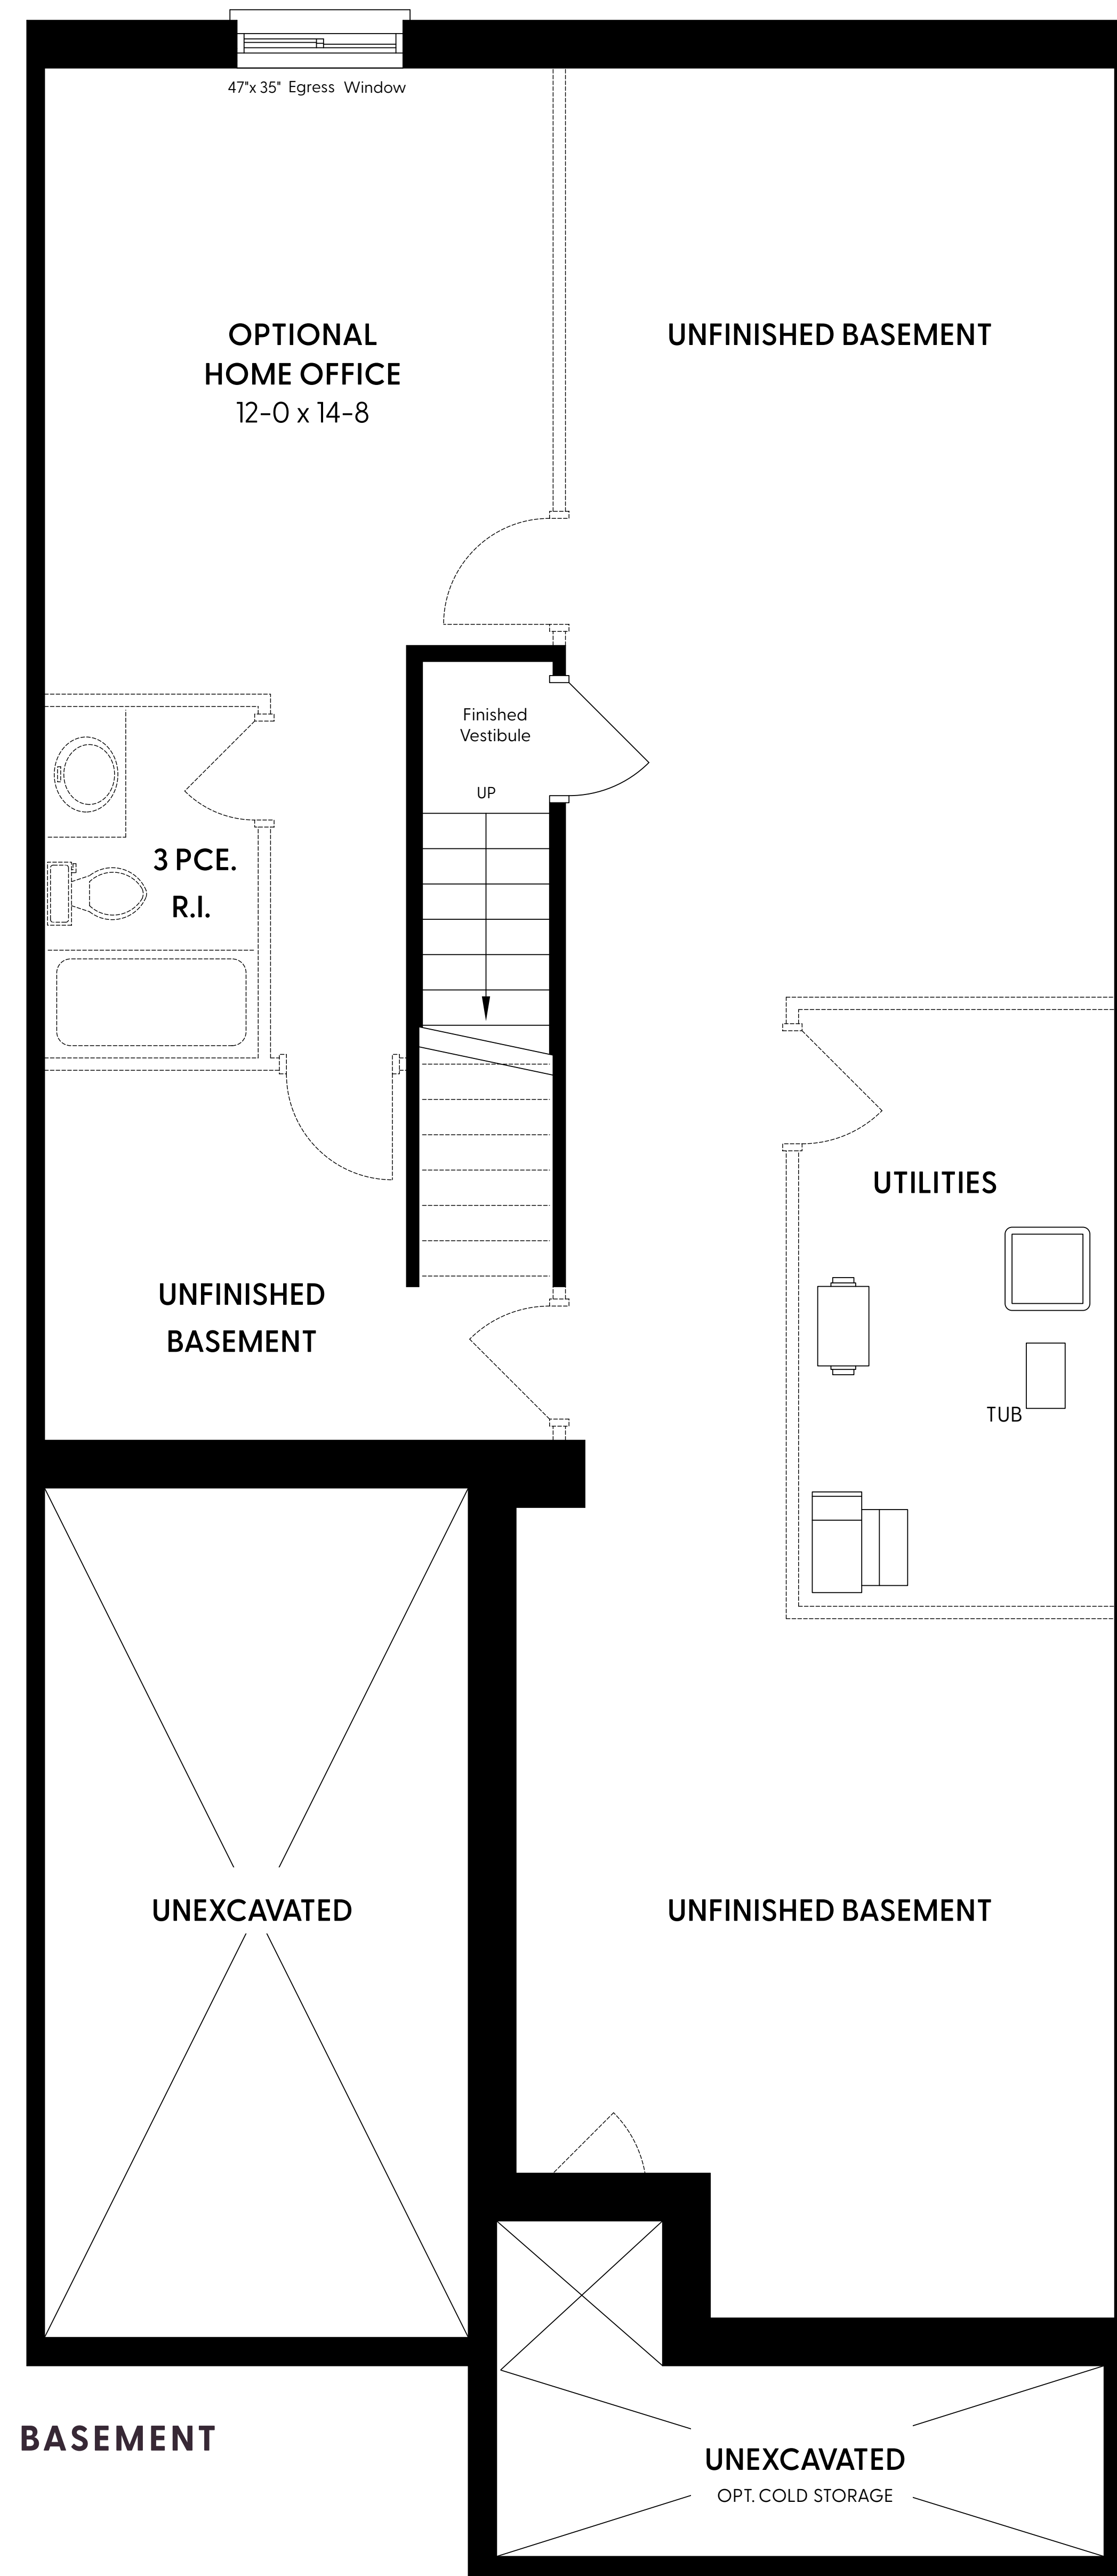 47"x 35" Egress Window
OPTIONAL
HOME OFFICE
12-0 x 14-8
UNFINISHED BASEMENT
Finished
Vestibule
UP
3 PCE.
R.I.
UTILITIES
UNFINISHED
BASEMENT
TUB
UNEXCAVATED
UNFINISHED BASEMENT
BASEMENT
UNEXCAVATED
OPT. COLD STORAGE